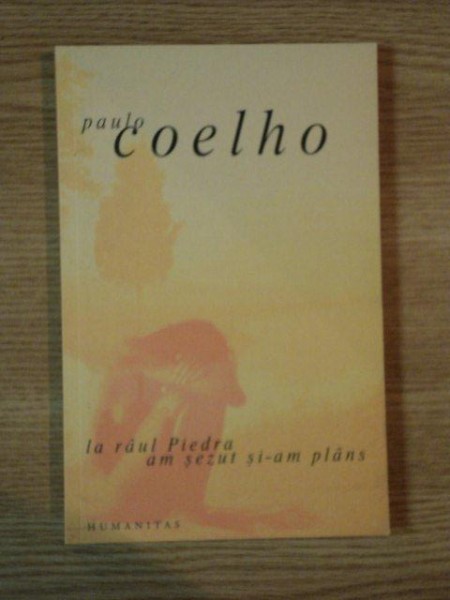 paulo
coelho
la râul Piedra
am şezut şi-am plâns
HUMANITAS